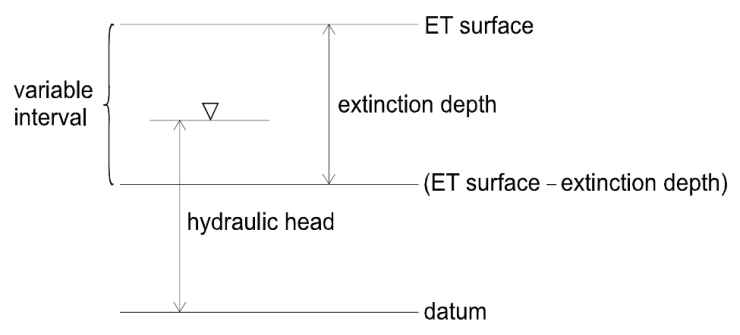 ET surface
variable
interval
extinction depth
(ET surface – extinction depth)
hydraulic head
datum